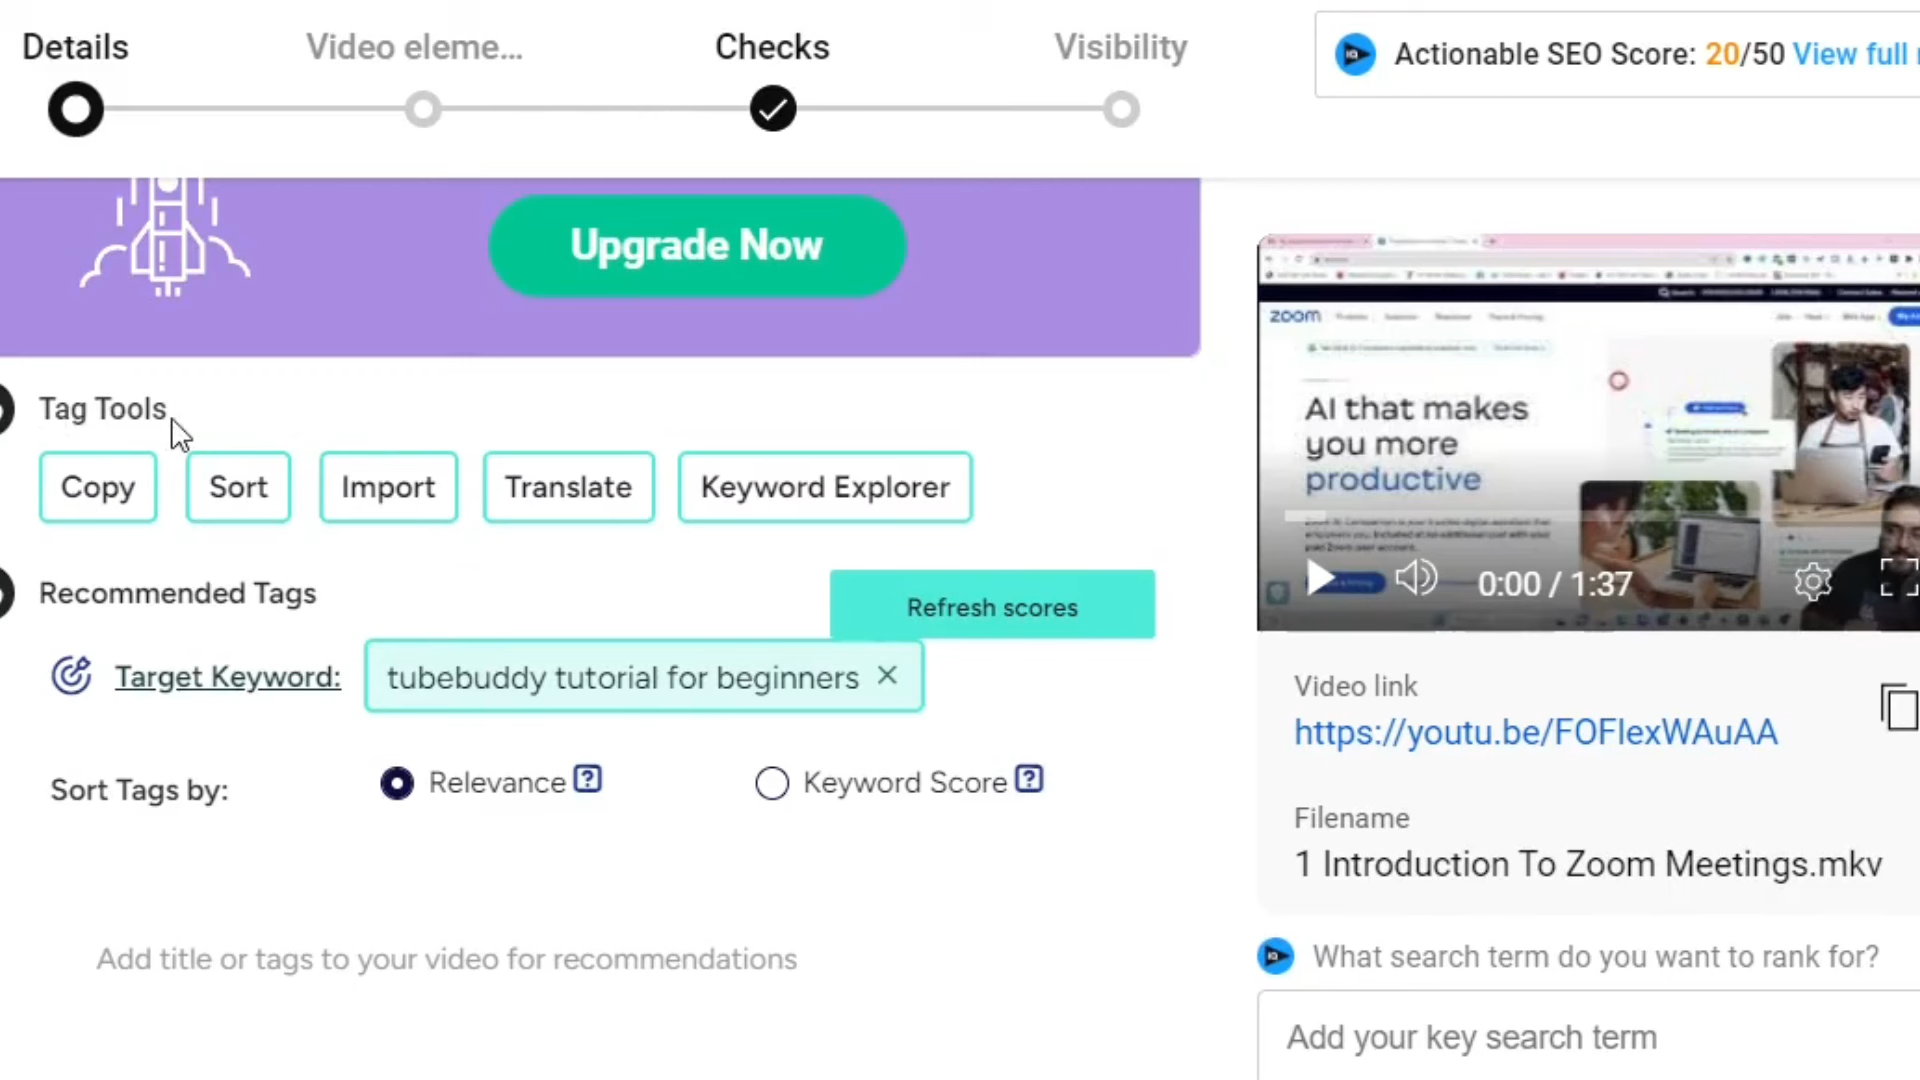 Details
Video eleme...
Checks
Visibility
Actionable SEO Score: 20/50 View full
Upgrade Now
Tag Tools
Copy
Sort
Import
Translate
Keyword Explorer
Recommended Tags
Refresh scores
Target Keyword:
tubebuddy tutorial for beginners ×
Sort Tags by:
Relevance ?
Keyword Score ?
Add title or tags to your video for recommendations
zoom
AI that makes
you more
productive
0:00 / 1:37
Video link
https://youtu.be/FOFlexWAuAA
Filename
1 Introduction To Zoom Meetings.mkv
What search term do you want to rank for?
Add your key search term